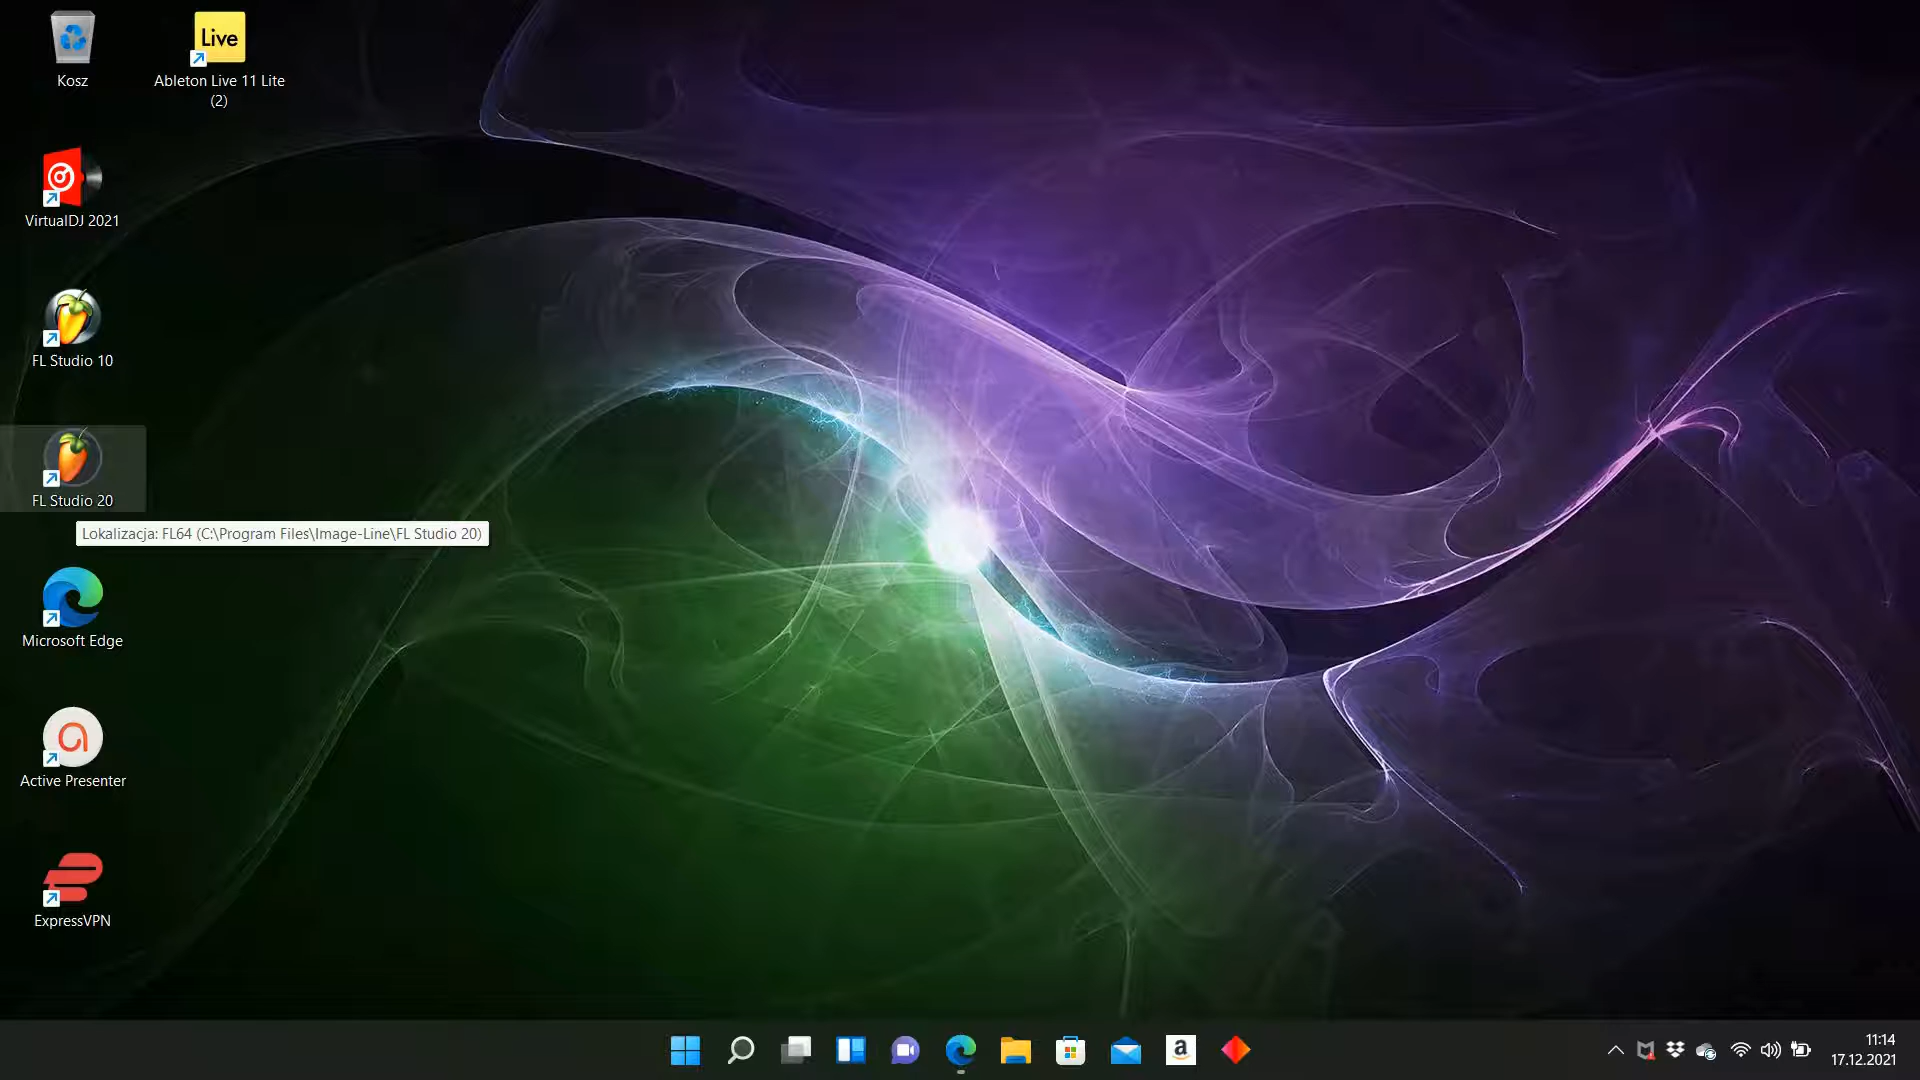 Kosz
Live
Ableton Live 11 Lite
(2)
VirtualDJ 2021
FL Studio 10
FL Studio 20
Lokalizacja: FL64 (C:\Program Files\Image-Line\FL Studio 20)
Microsoft Edge
Active Presenter
ExpressVPN
a
11:14
17.12.2021